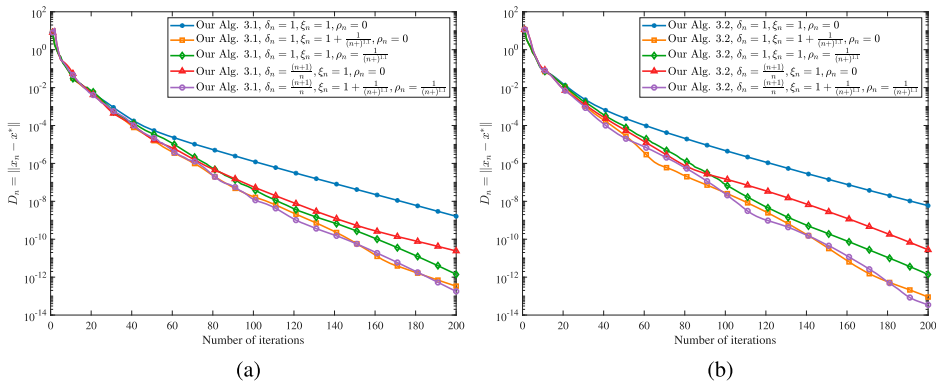 10^2
10^0
10^-2
10^-4
10^-6
10^-8
10^-10
10^-12
10^-14
D_n = ||x_n − x*||
Our Alg. 3.1, δ_n = 1, ξ_n = 1, ρ_n = 0
Our Alg. 3.1, δ_n = 1, ξ_n = 1 + 1/(n+)^1.1, ρ_n = 0
Our Alg. 3.1, δ_n = 1, ξ_n = 1, ρ_n = 1/(n+)^1.1
Our Alg. 3.1, δ_n = (n+1)/n, ξ_n = 1, ρ_n = 0
Our Alg. 3.1, δ_n = (n+1)/n, ξ_n = 1 + 1/(n+)^1.1, ρ_n = 1/(n+)^1.1
0 20 40 60 80 100 120 140 160 180 200
Number of iterations
(a)
10^2
10^0
10^-2
10^-4
10^-6
10^-8
10^-10
10^-12
10^-14
D_n = ||x_n − x*||
Our Alg. 3.2, δ_n = 1, ξ_n = 1, ρ_n = 0
Our Alg. 3.2, δ_n = 1, ξ_n = 1 + 1/(n+)^1.1, ρ_n = 0
Our Alg. 3.2, δ_n = 1, ξ_n = 1, ρ_n = 1/(n+)^1.1
Our Alg. 3.2, δ_n = (n+1)/n, ξ_n = 1, ρ_n = 0
Our Alg. 3.2, δ_n = (n+1)/n, ξ_n = 1 + 1/(n+)^1.1, ρ_n = 1/(n+)^1.1
0 20 40 60 80 100 120 140 160 180 200
Number of iterations
(b)